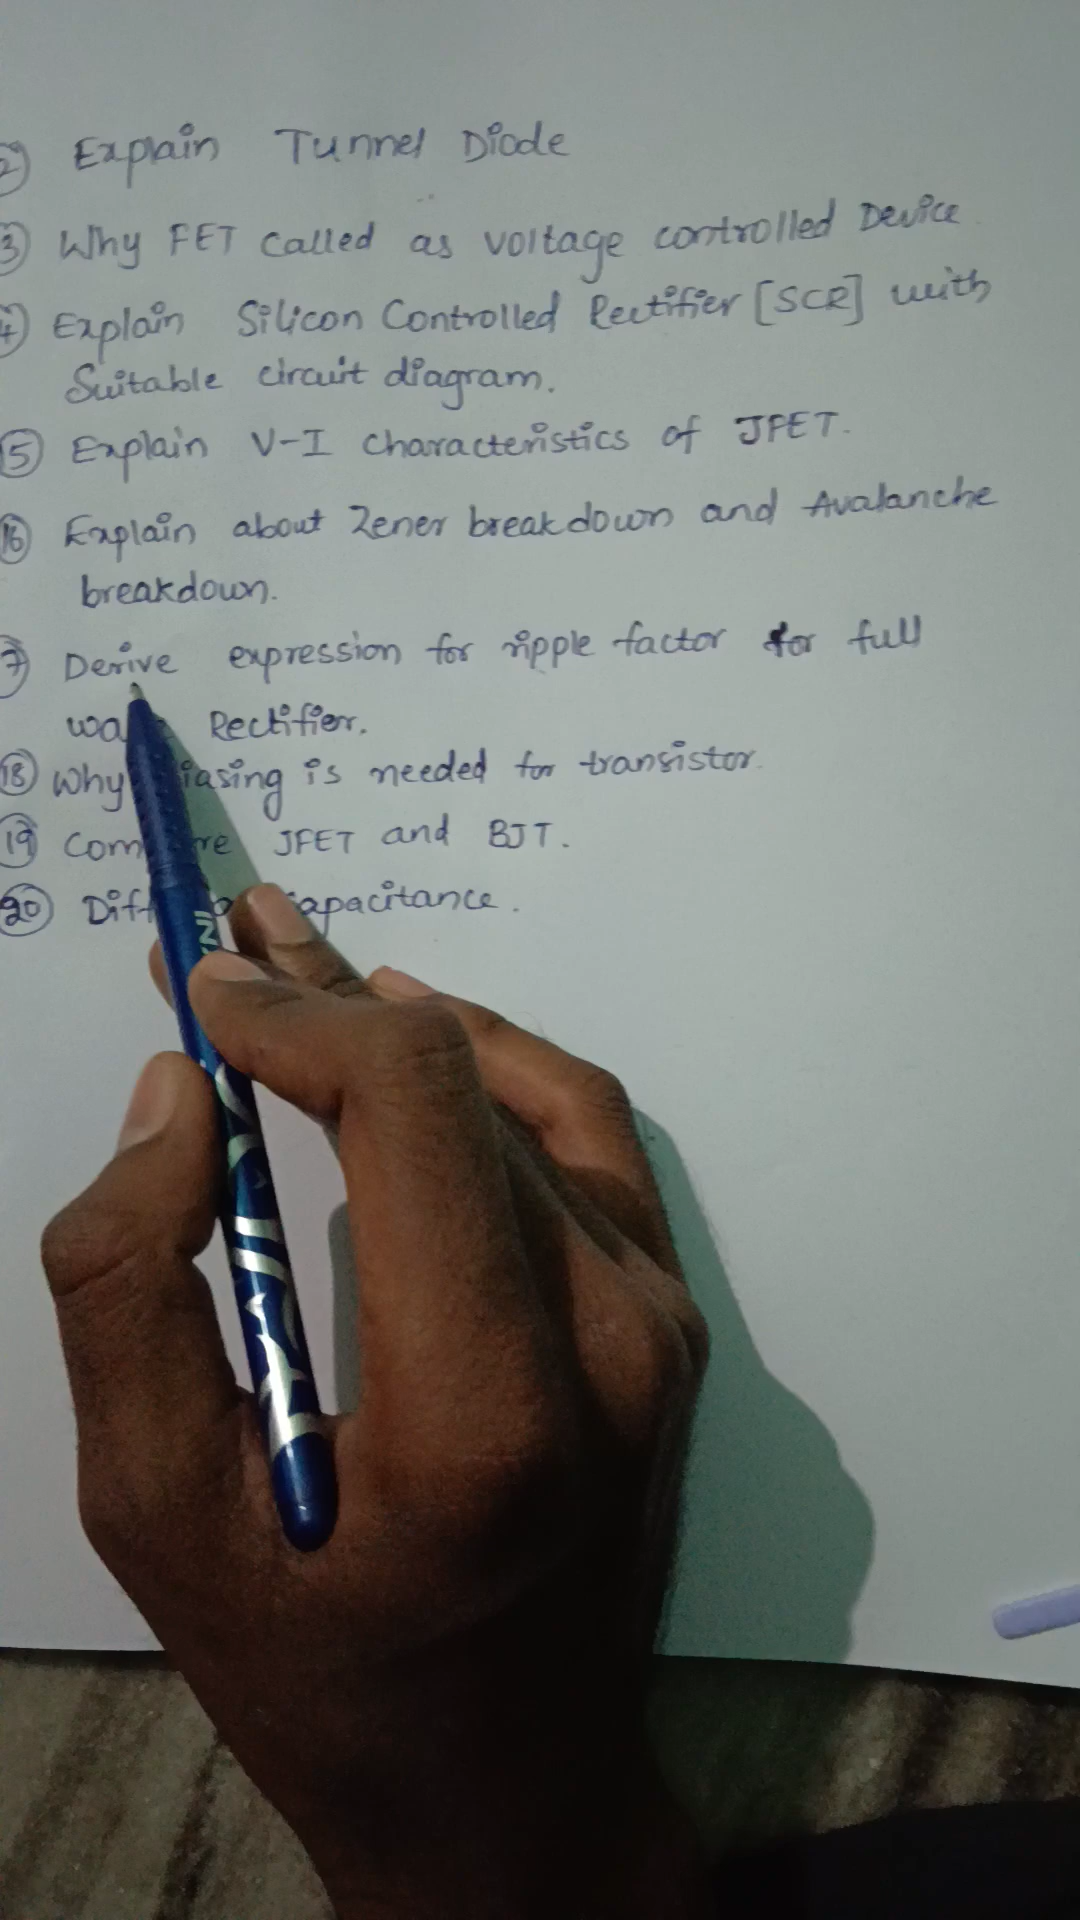 2) Explain Tunnel Diode
3) Why FET called as voltage controlled Device
4) Explain Silicon Controlled Rectifier [SCR] with
Suitable circuit diagram.
5) Explain V-I characteristics of JFET.
16 Explain about Zener breakdown and Avalanche
breakdown.
7) Derive expression for ripple factor for full
Rectifier.
18 Why is needed for transistor.
19 JFET and BJT.
20